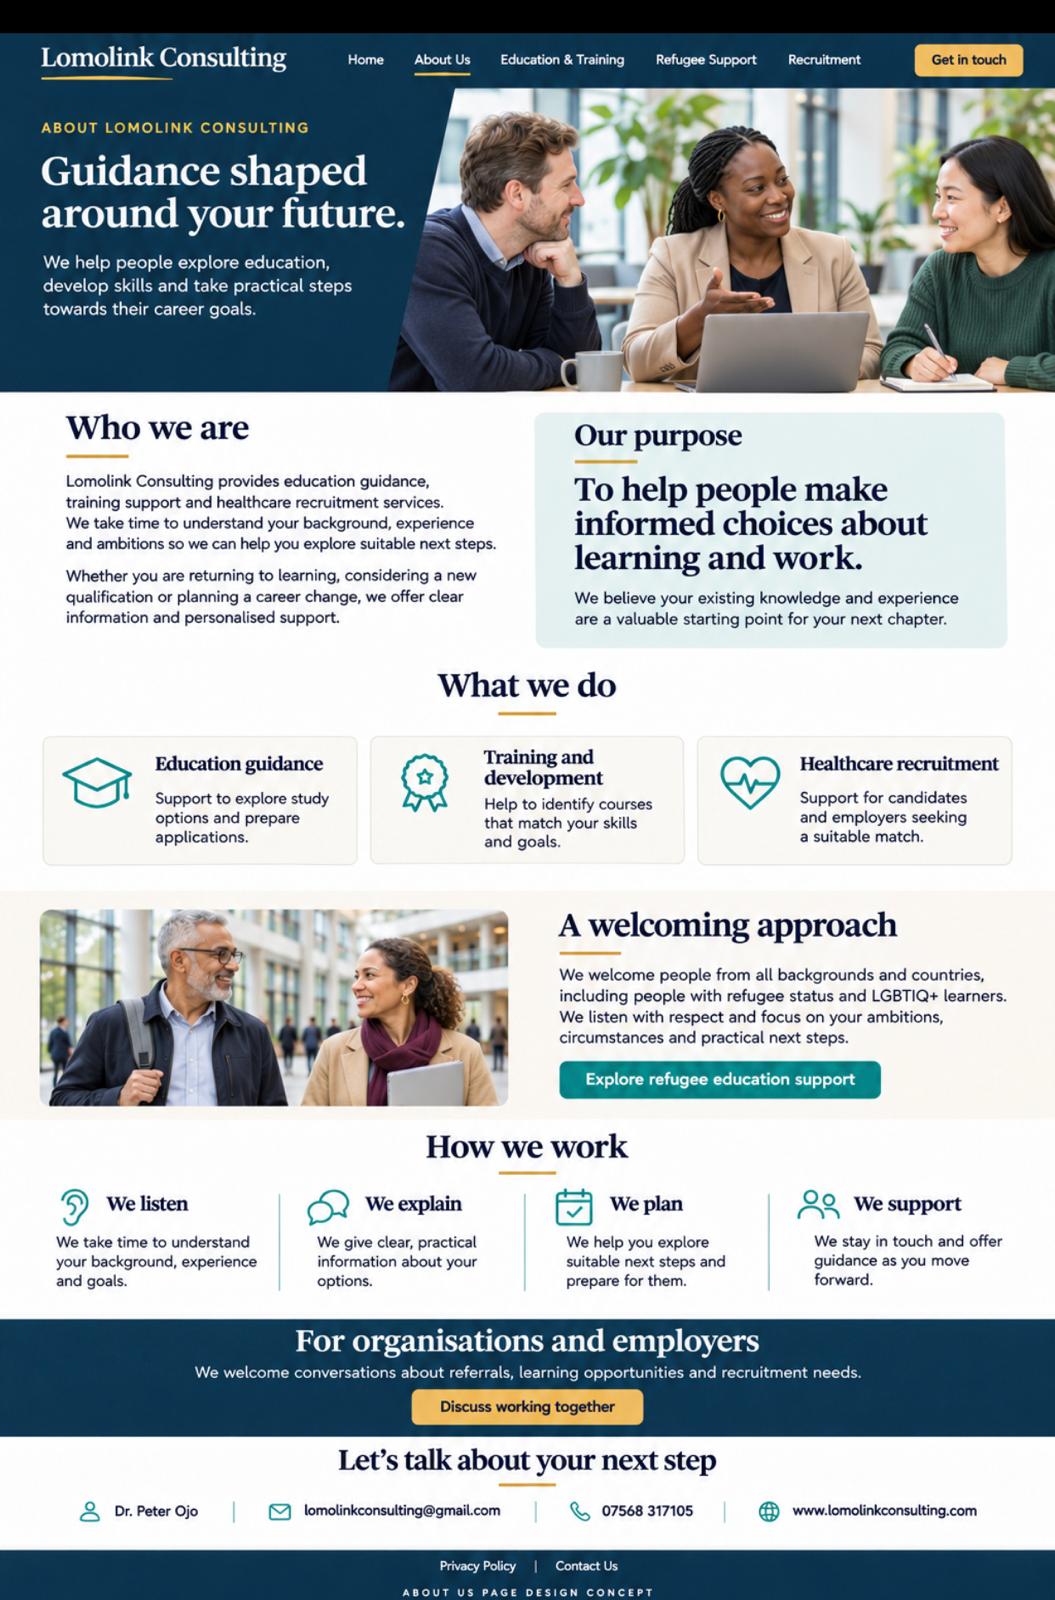 Lomolink Consulting
Home
About Us
Education & Training
Refugee Support
Recruitment
Get in touch
ABOUT LOMOLINK CONSULTING
Guidance shaped
around your future.
We help people explore education,
develop skills and take practical steps
towards their career goals.
Who we are
Lomolink Consulting provides education guidance,
training support and healthcare recruitment services.
We take time to understand your background, experience
and ambitions so we can help you explore suitable next steps.
Whether you are returning to learning, considering a new
qualification or planning a career change, we offer clear
information and personalised support.
Our purpose
To help people make
informed choices about
learning and work.
We believe your existing knowledge and experience
are a valuable starting point for your next chapter.
What we do
Education guidance
Support to explore study
options and prepare
applications.
Training and
development
Help to identify courses
that match your skills
and goals.
Healthcare recruitment
Support for candidates
and employers seeking
a suitable match.
A welcoming approach
We welcome people from all backgrounds and countries,
including people with refugee status and LGBTIQ+ learners.
We listen with respect and focus on your ambitions,
circumstances and practical next steps.
Explore refugee education support
How we work
We listen
We take time to understand
your background, experience
and goals.
We explain
We give clear, practical
information about your
options.
We plan
We help you explore
suitable next steps and
prepare for them.
We support
We stay in touch and offer
guidance as you move
forward.
For organisations and employers
We welcome conversations about referrals, learning opportunities and recruitment needs.
Discuss working together
Let's talk about your next step
Dr. Peter Ojo
lomolinkconsulting@gmail.com
07568 317105
www.lomolinkconsulting.com
Privacy Policy | Contact Us
ABOUT US PAGE DESIGN CONCEPT